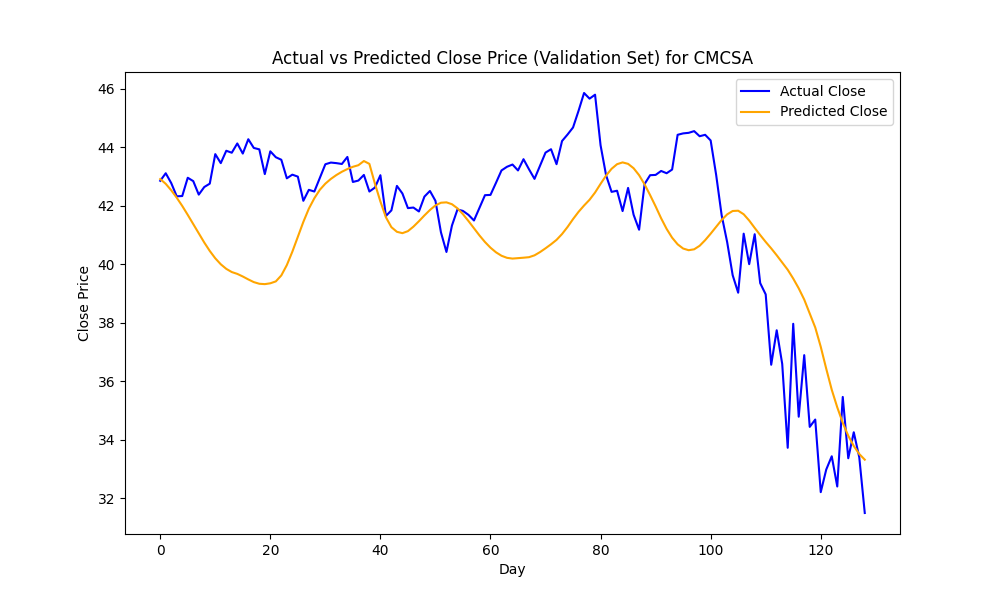 Actual vs Predicted Close Price (Validation Set) for CMCSA
Actual Close
Predicted Close
Close Price
46
44
42
40
38
36
34
32
0 20 40 60 80 100 120
Day